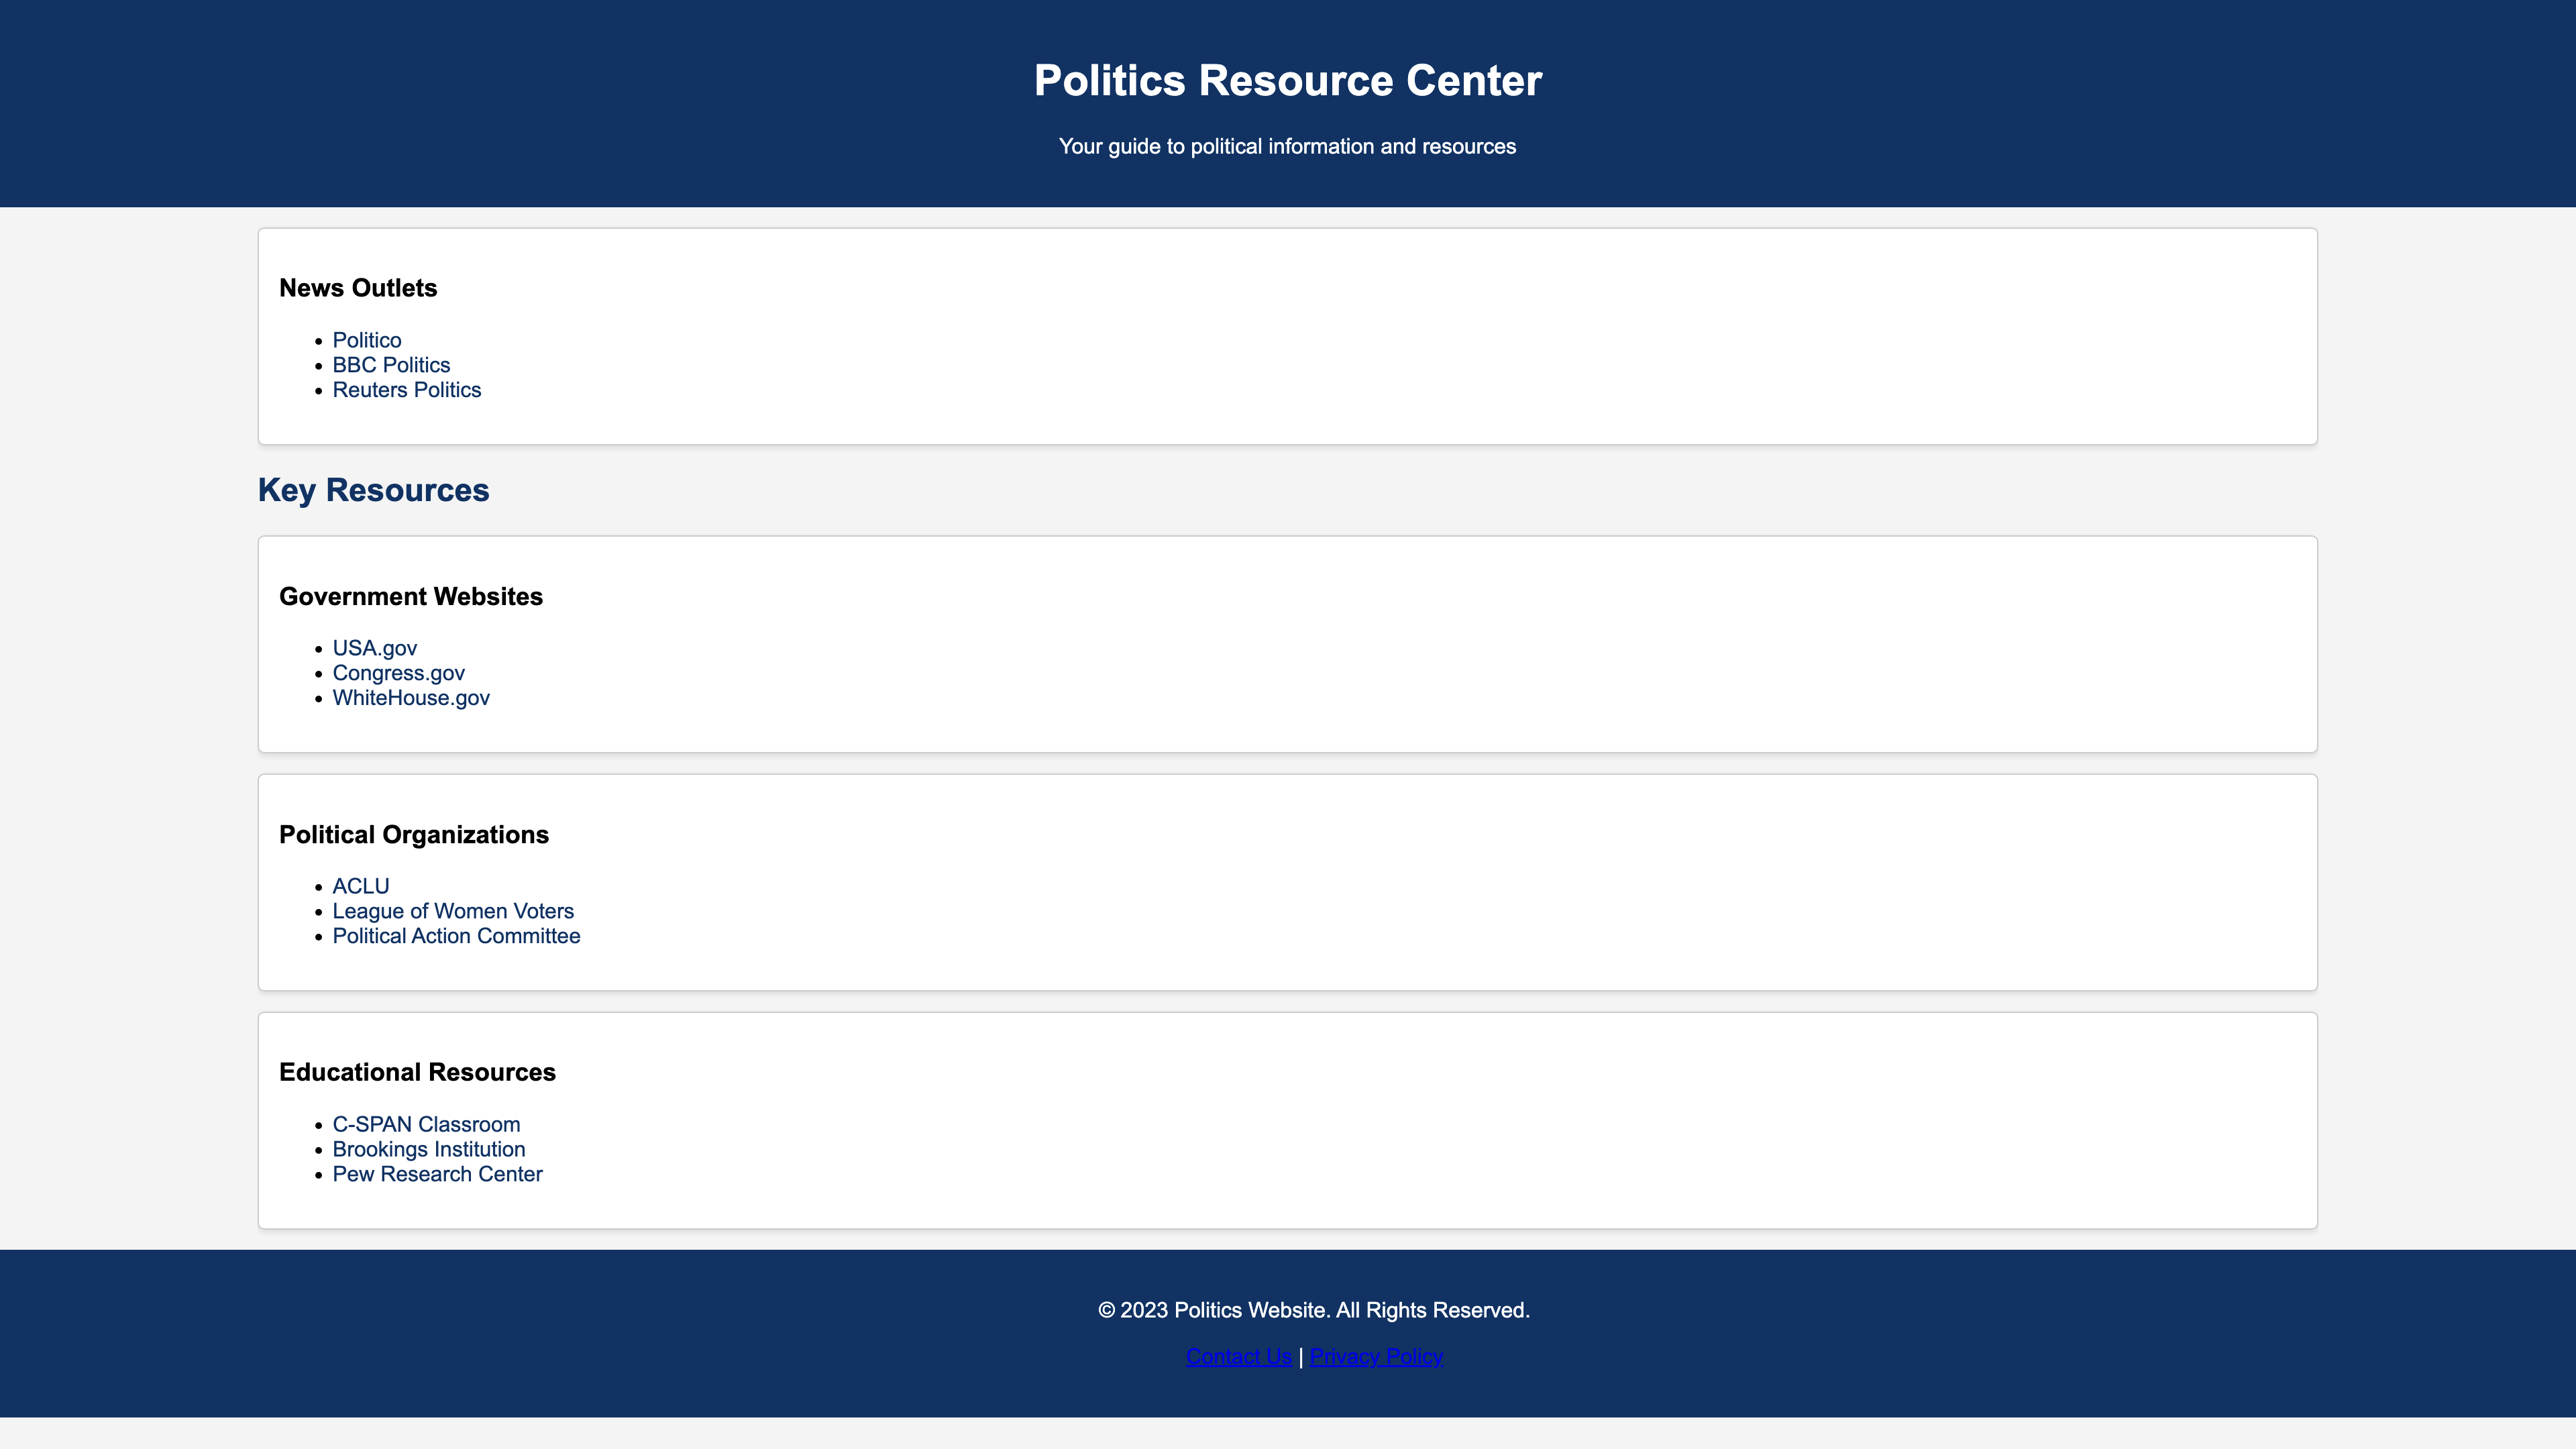 Politics Resource Center
Your guide to political information and resources
News Outlets
• Politico
• BBC Politics
• Reuters Politics
Key Resources
Government Websites
• USA.gov
• Congress.gov
• WhiteHouse.gov
Political Organizations
• ACLU
• League of Women Voters
• Political Action Committee
Educational Resources
• C-SPAN Classroom
• Brookings Institution
• Pew Research Center
© 2023 Politics Website. All Rights Reserved.
Contact Us | Privacy Policy